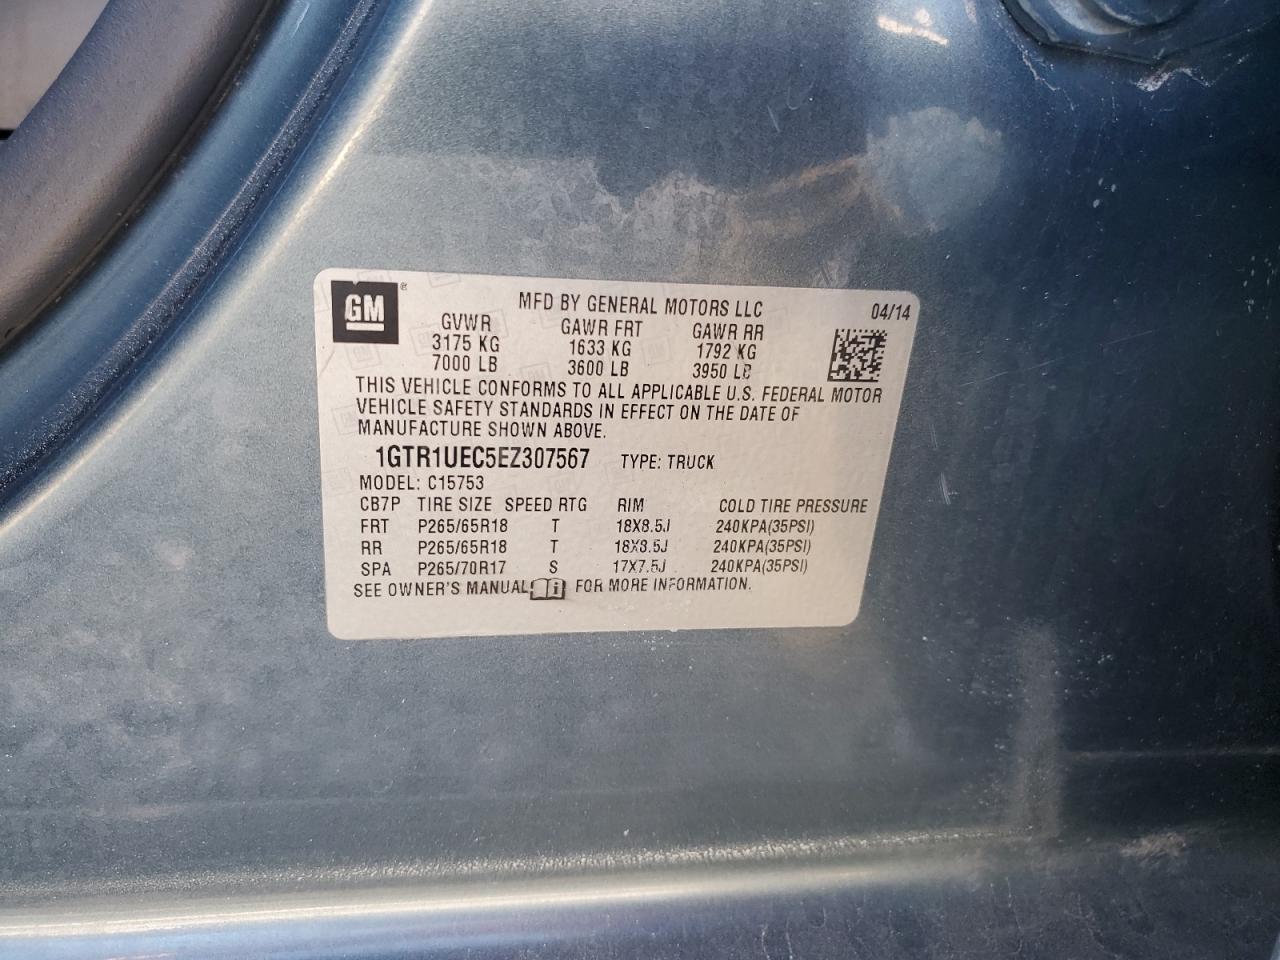 GM ®
MFD BY GENERAL MOTORS LLC 04/14
GVWR GAWR FRT GAWR RR
3175 KG 1633 KG 1792 KG
7000 LB 3600 LB 3950 LB
THIS VEHICLE CONFORMS TO ALL APPLICABLE U.S. FEDERAL MOTOR
VEHICLE SAFETY STANDARDS IN EFFECT ON THE DATE OF
MANUFACTURE SHOWN ABOVE.
1GTR1UEC5EZ307567 TYPE: TRUCK
MODEL: C15753
CB7P TIRE SIZE SPEED RTG RIM COLD TIRE PRESSURE
FRT P265/65R18 T 18X8.5J 240KPA(35PSI)
RR P265/65R18 T 18X8.5J 240KPA(35PSI)
SPA P265/70R17 S 17X7.5J 240KPA(35PSI)
SEE OWNER'S MANUAL i FOR MORE INFORMATION.